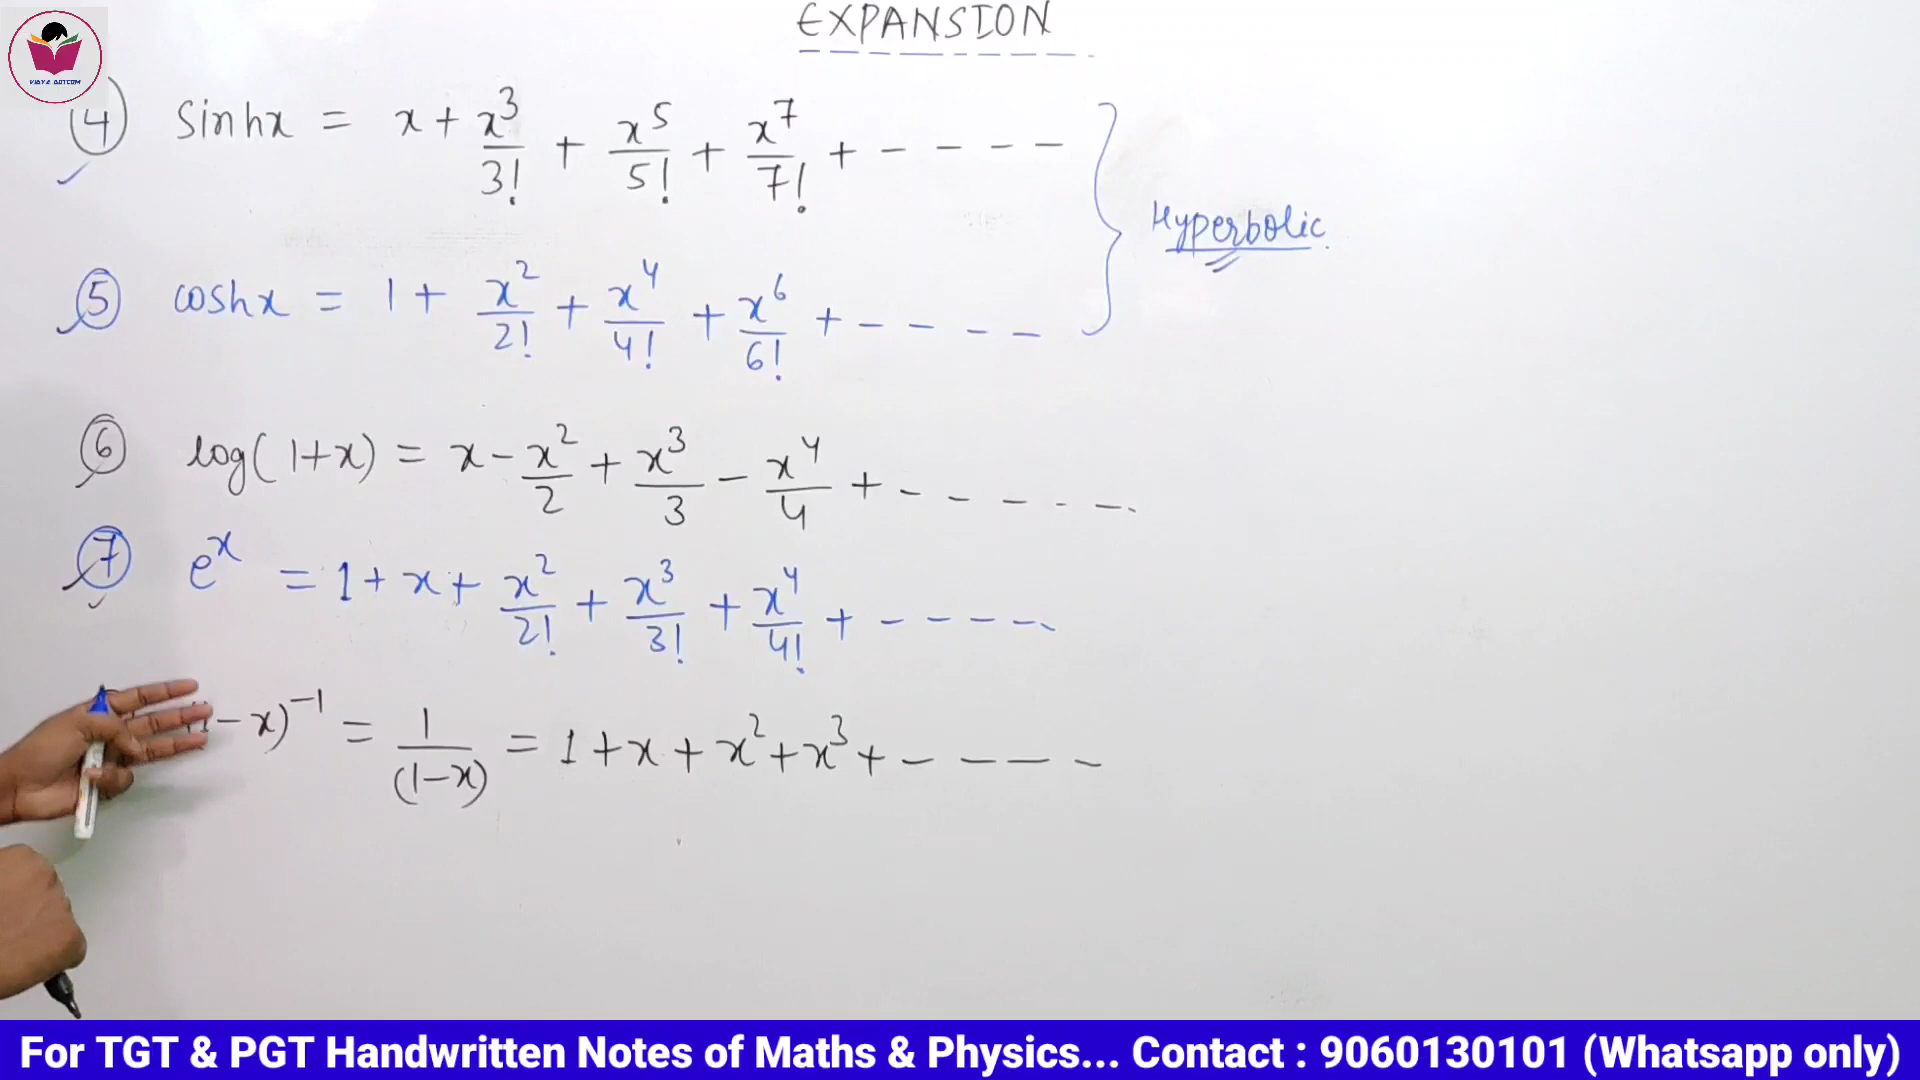 EXPANSION
VIDYA DOTCOM
④ sinhx = x + x³/3! + x⁵/5! + x⁷/7! + - - - -
Hyperbolic
⑤ coshx = 1 + x²/2! + x⁴/4! + x⁶/6! + - - - -
⑥ log(1+x) = x - x²/2 + x³/3 - x⁴/4 + - - - - -
⑦ eˣ = 1 + x + x²/2! + x³/3! + x⁴/4! + - - - -
-x)⁻¹ = 1/(1-x) = 1 + x + x² + x³ + - - - -
For TGT & PGT Handwritten Notes of Maths & Physics... Contact : 9060130101 (Whatsapp only)